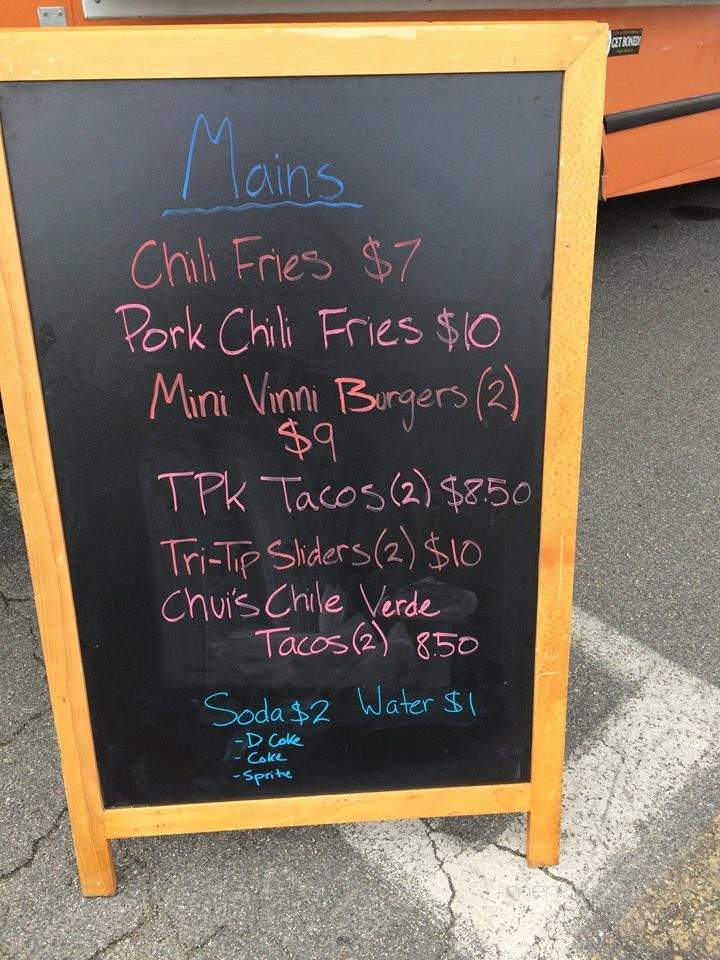 GET BONED!
Mains
Chili Fries $7
Pork Chili Fries $10
Mini Vinni Burgers (2)
$9
TPK Tacos (2) $8.50
Tri-Tip Sliders (2) $10
Chui's Chile Verde
Tacos (2) 8.50
Soda $2 Water $1
- D Coke
- Coke
- Sprite